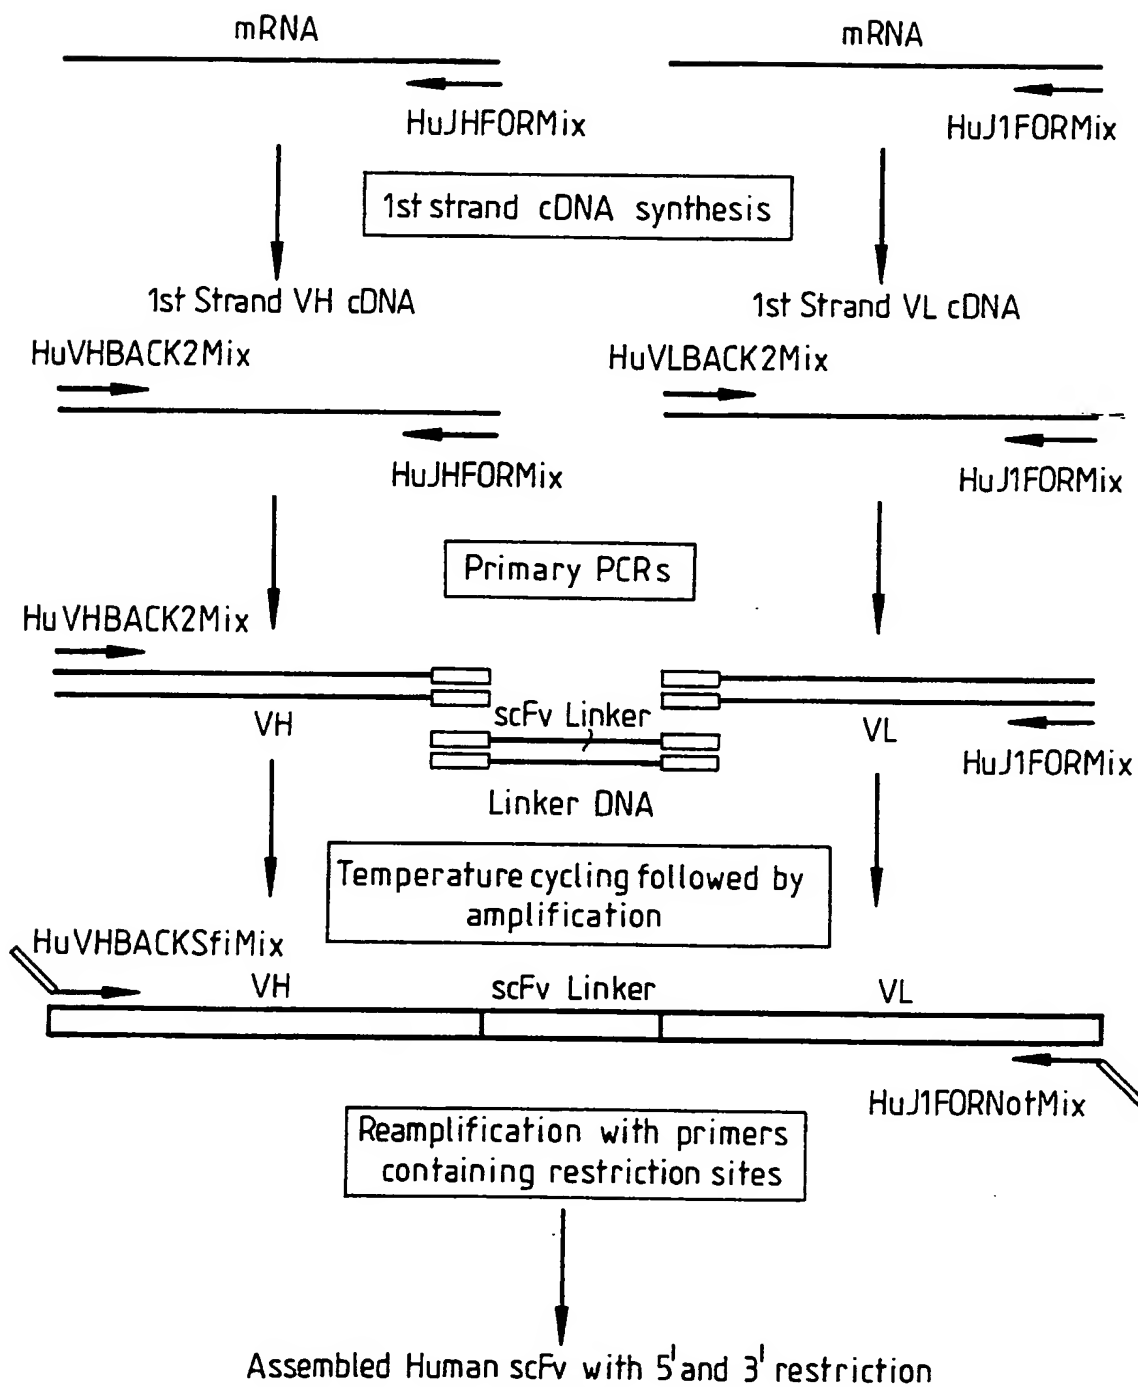 mRNA
mRNA
HuJHFORMix
HuJ1FORMix
1st strand cDNA synthesis
1st Strand VH cDNA
1st Strand VL cDNA
HuVHBACK2Mix
HuVLBACK2Mix
HuJHFORMix
HuJ1FORMix
Primary PCRs
HuVHBACK2Mix
VH
scFv Linker
VL
HuJ1FORMix
Linker DNA
Temperature cycling followed by
amplification
HuVHBACKSfiMix
VH
scFv Linker
VL
HuJ1FORNotMix
Reamplification with primers
containing restriction sites
Assembled Human scFv with 5' and 3' restriction